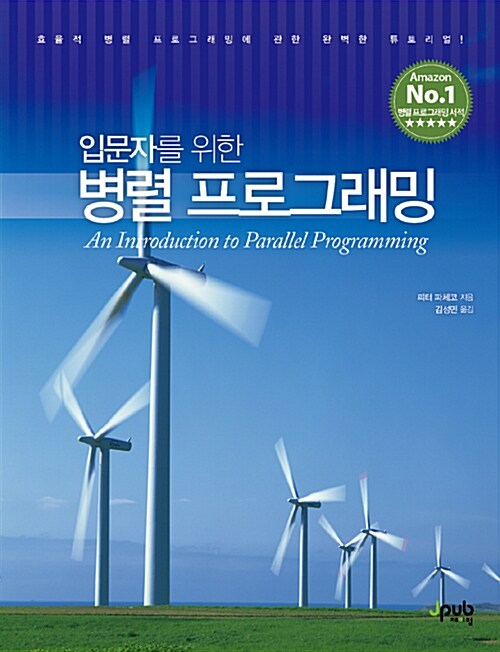 효율적 병렬 프로그래밍에 관한 완벽한 튜토리얼!
Amazon
No.1
병렬 프로그래밍 서적
★★★★★
입문자를 위한
병렬 프로그래밍
An Introduction to Parallel Programming
피터 파체코 지음
김성민 옮김
Jpub
제이펍